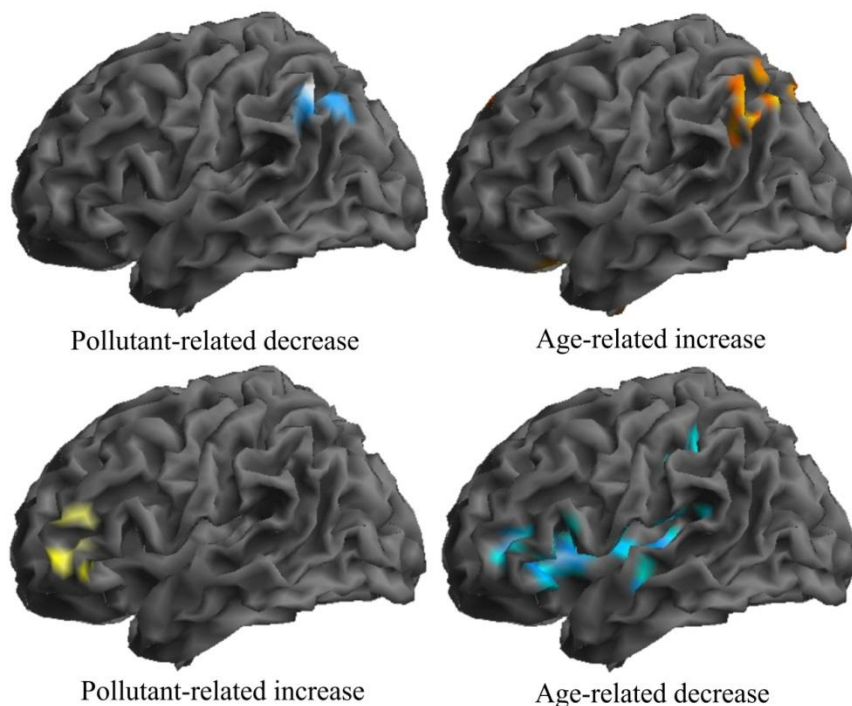 Pollutant-related decrease
Age-related increase
Pollutant-related increase
Age-related decrease